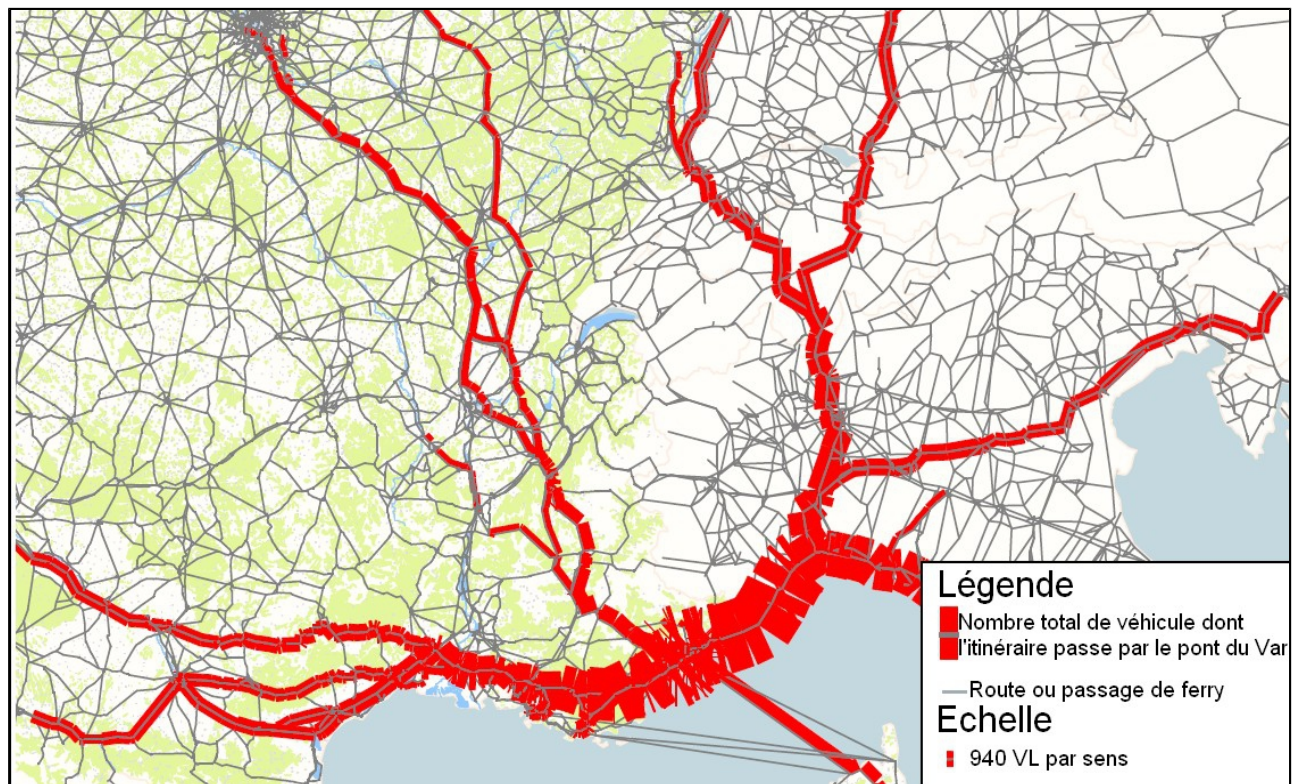 Légende
Nombre total de véhicule dont
l'itinéraire passe par le pont du Var
Route ou passage de ferry
Echelle
940 VL par sens